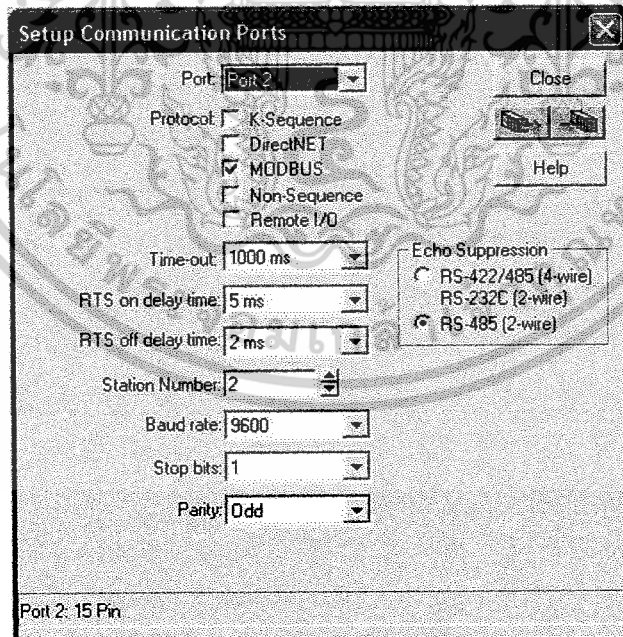 Setup Communication Ports
Port: Port 2
Close
Protocol: K-Sequence
DirectNET
MODBUS
Help
Non-Sequence
Remote I/O
Time-out: 1000 ms
Echo Suppression
RS-422/485 (4-wire)
RS-232C (2-wire)
RS-485 (2-wire)
RTS on delay time: 5 ms
RTS off delay time: 2 ms
Station Number: 2
Baud rate: 9600
Stop bits: 1
Parity: Odd
Port 2: 15 Pin